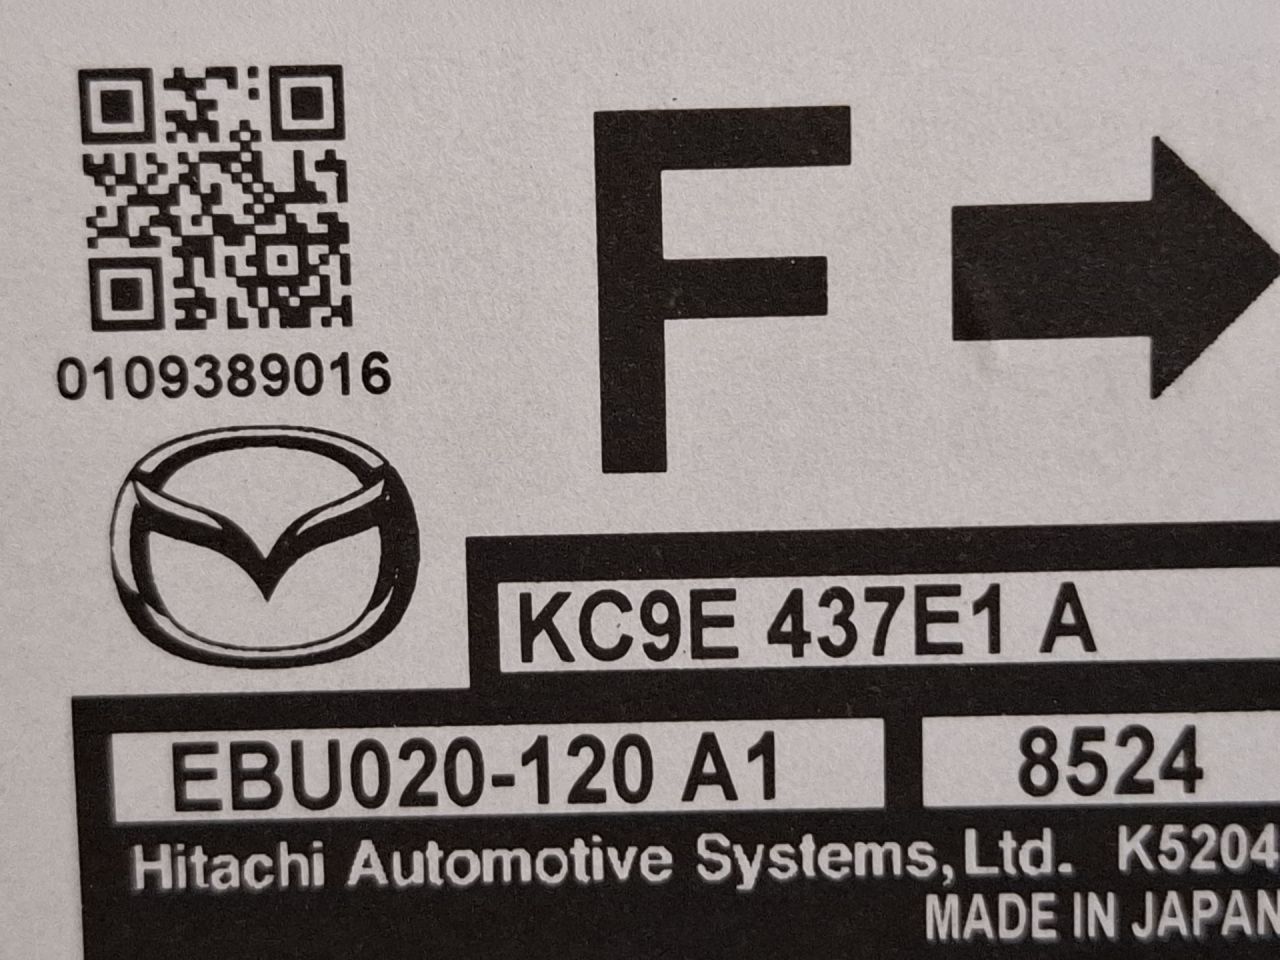 F
0109389016
KC9E 437E1 A
EBU020-120 A1
8524
Hitachi Automotive Systems, Ltd. K5204
MADE IN JAPAN